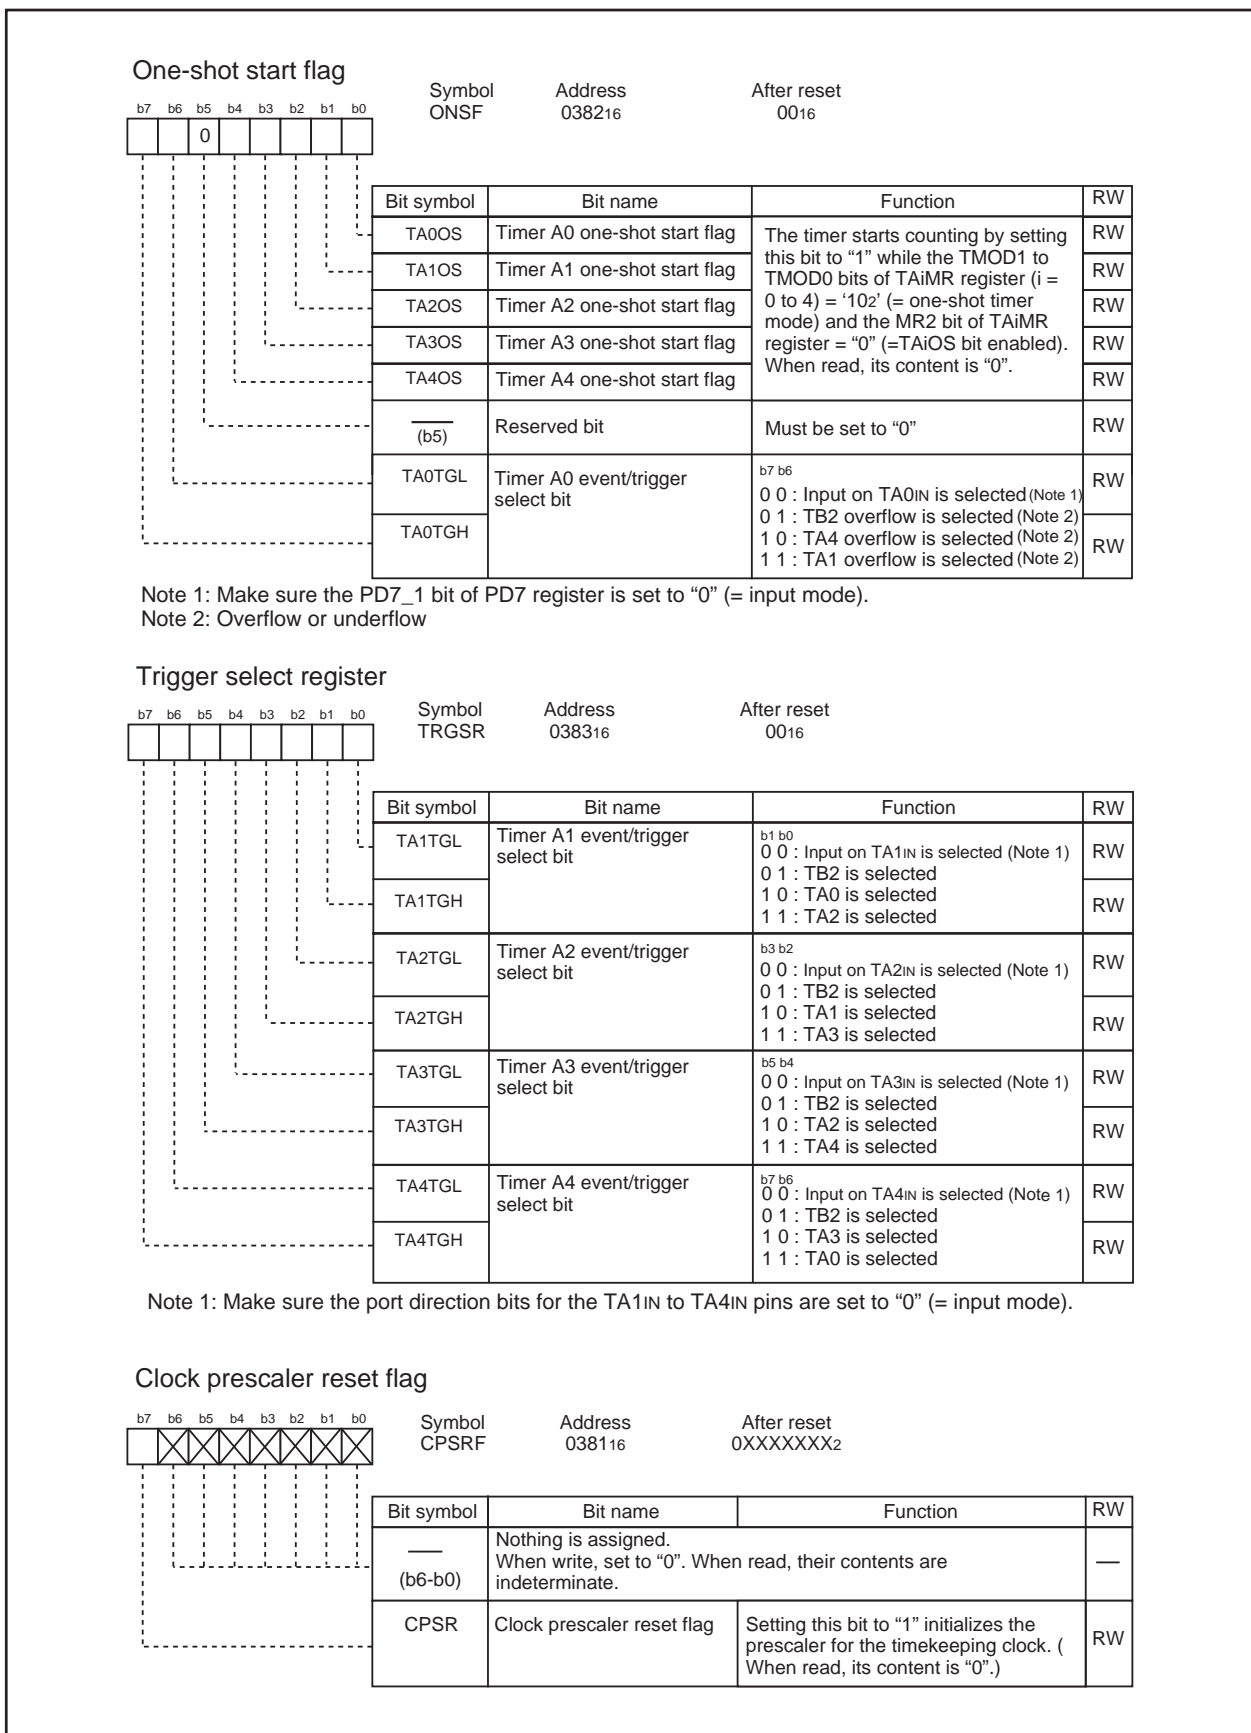 One-shot start flag
Symbol Address After reset
ONSF 038216 0016
b7 b6 b5 b4 b3 b2 b1 b0
0
Bit symbol Bit name Function RW
TA0OS Timer A0 one-shot start flag RW
TA1OS Timer A1 one-shot start flag RW
TA2OS Timer A2 one-shot start flag RW
TA3OS Timer A3 one-shot start flag RW
TA4OS Timer A4 one-shot start flag RW
The timer starts counting by setting
this bit to “1” while the TMOD1 to
TMOD0 bits of TAiMR register (i =
0 to 4) = ‘102’ (= one-shot timer
mode) and the MR2 bit of TAiMR
register = “0” (=TAiOS bit enabled).
When read, its content is “0”.
(b5) Reserved bit Must be set to “0” RW
TA0TGL Timer A0 event/trigger RW
select bit
TA0TGH RW
b7 b6
0 0 : Input on TA0IN is selected (Note 1)
0 1 : TB2 overflow is selected (Note 2)
1 0 : TA4 overflow is selected (Note 2)
1 1 : TA1 overflow is selected (Note 2)
Note 1: Make sure the PD7_1 bit of PD7 register is set to “0” (= input mode).
Note 2: Overflow or underflow
Trigger select register
Symbol Address After reset
TRGSR 038316 0016
b7 b6 b5 b4 b3 b2 b1 b0
Bit symbol Bit name Function RW
TA1TGL Timer A1 event/trigger RW
select bit
TA1TGH RW
b1 b0
0 0 : Input on TA1IN is selected (Note 1)
0 1 : TB2 is selected
1 0 : TA0 is selected
1 1 : TA2 is selected
TA2TGL Timer A2 event/trigger RW
select bit
TA2TGH RW
b3 b2
0 0 : Input on TA2IN is selected (Note 1)
0 1 : TB2 is selected
1 0 : TA1 is selected
1 1 : TA3 is selected
TA3TGL Timer A3 event/trigger RW
select bit
TA3TGH RW
b5 b4
0 0 : Input on TA3IN is selected (Note 1)
0 1 : TB2 is selected
1 0 : TA2 is selected
1 1 : TA4 is selected
TA4TGL Timer A4 event/trigger RW
select bit
TA4TGH RW
b7 b6
0 0 : Input on TA4IN is selected (Note 1)
0 1 : TB2 is selected
1 0 : TA3 is selected
1 1 : TA0 is selected
Note 1: Make sure the port direction bits for the TA1IN to TA4IN pins are set to “0” (= input mode).
Clock prescaler reset flag
Symbol Address After reset
CPSRF 038116 0XXXXXXX2
b7 b6 b5 b4 b3 b2 b1 b0
Bit symbol Bit name Function RW
(b6-b0) —
Nothing is assigned.
When write, set to “0”. When read, their contents are
indeterminate.
CPSR Clock prescaler reset flag RW
Setting this bit to “1” initializes the
prescaler for the timekeeping clock. (
When read, its content is “0”.)